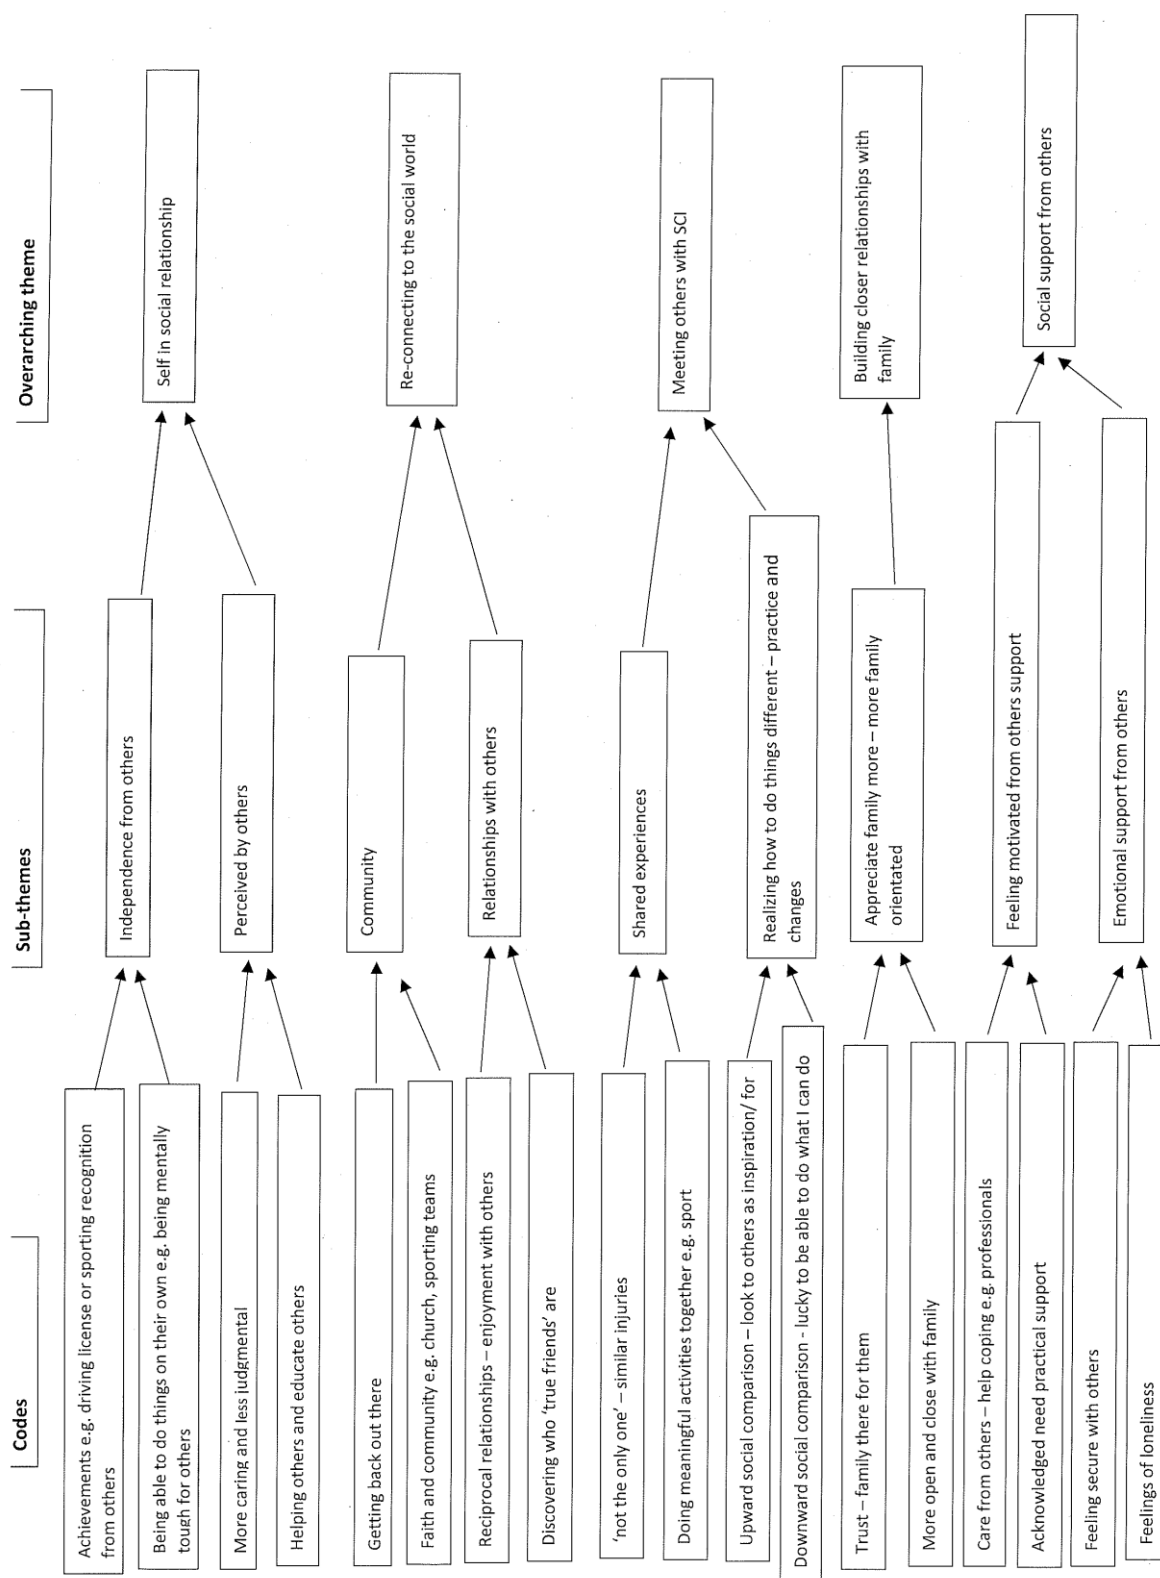 Codes
Sub-themes
Overarching theme
Achievements e.g. driving license or sporting recognition
from others
Being able to do things on their own e.g. being mentally
tough for others
Independence from others
More caring and less judgmental
Helping others and educate others
Perceived by others
Self in social relationship
Getting back out there
Faith and community e.g. church, sporting teams
Community
Reciprocal relationships – enjoyment with others
Discovering who 'true friends' are
Relationships with others
Re-connecting to the social world
'not the only one' – similar injuries
Doing meaningful activities together e.g. sport
Shared experiences
Upward social comparison – look to others as inspiration/ for
Downward social comparison - lucky to be able to do what I can do
Realizing how to do things different – practice and
changes
Meeting others with SCI
Trust – family there for them
More open and close with family
Appreciate family more – more family
orientated
Building closer relationships with
family
Care from others – help coping e.g. professionals
Acknowledged need practical support
Feeling motivated from others support
Feeling secure with others
Feelings of loneliness
Emotional support from others
Social support from others